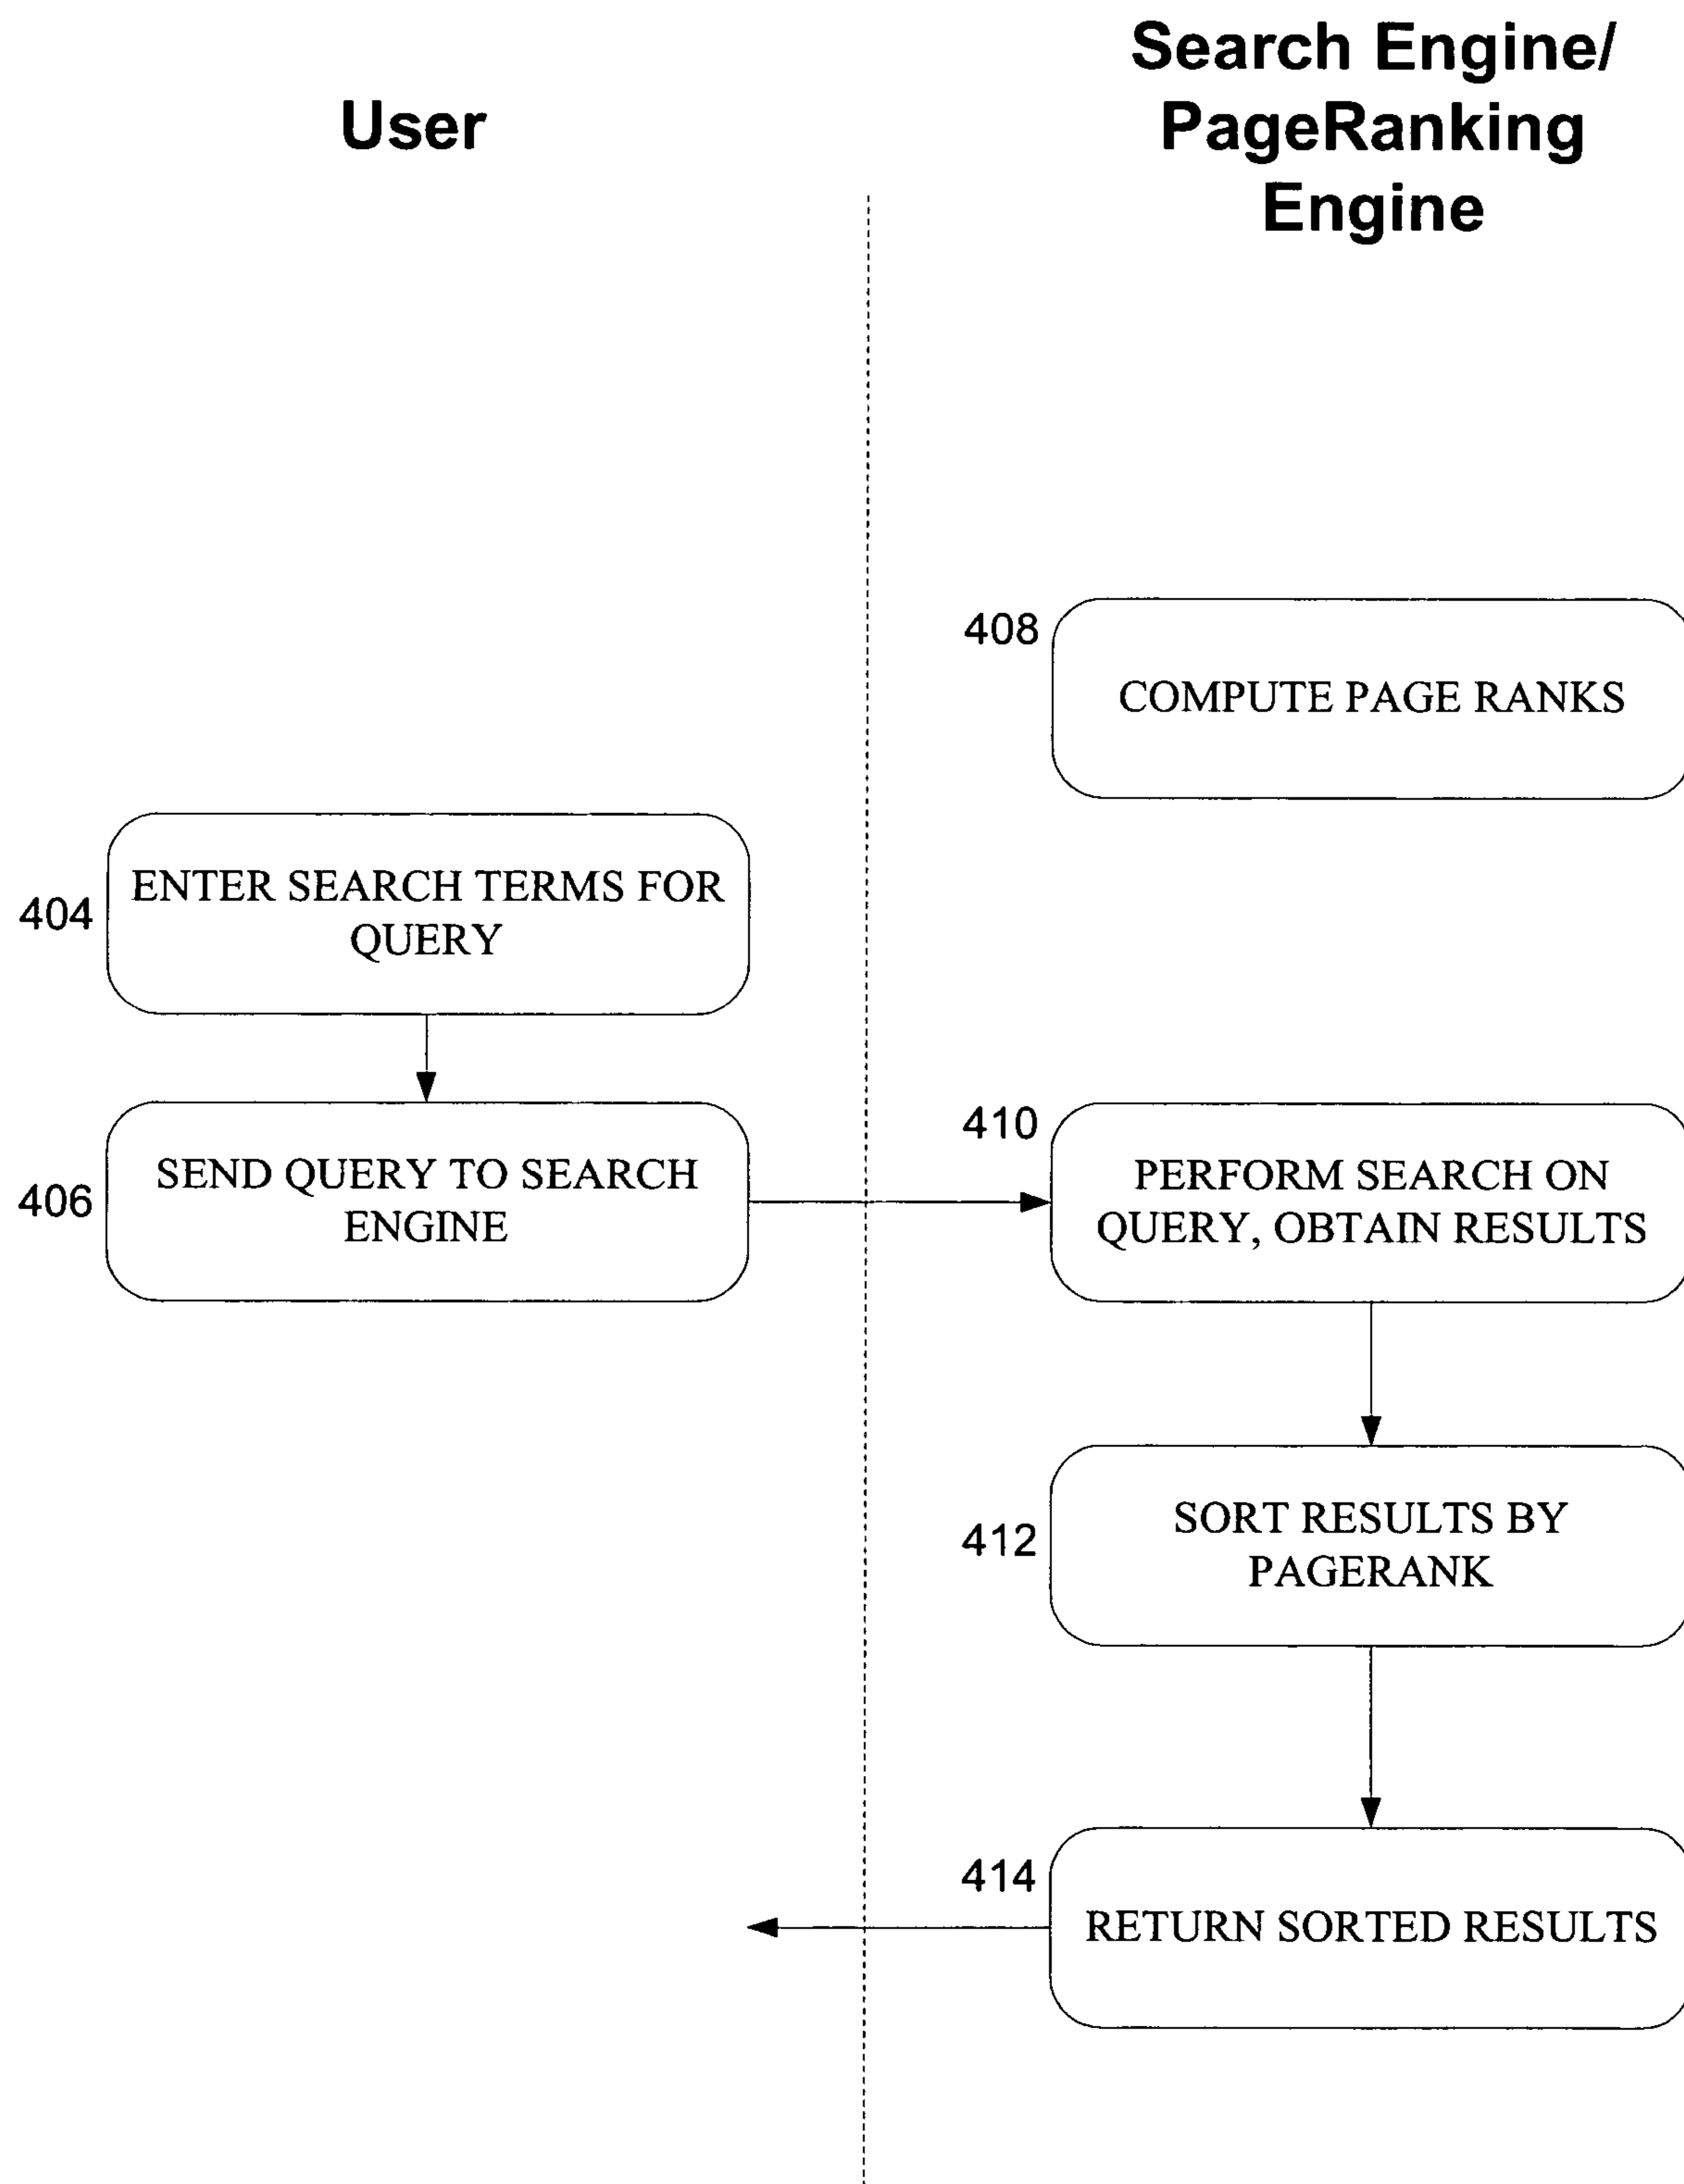 User
Search Engine/
PageRanking
Engine
408
COMPUTE PAGE RANKS
404
ENTER SEARCH TERMS FOR
QUERY
406
SEND QUERY TO SEARCH
ENGINE
410
PERFORM SEARCH ON
QUERY, OBTAIN RESULTS
412
SORT RESULTS BY
PAGERANK
414
RETURN SORTED RESULTS